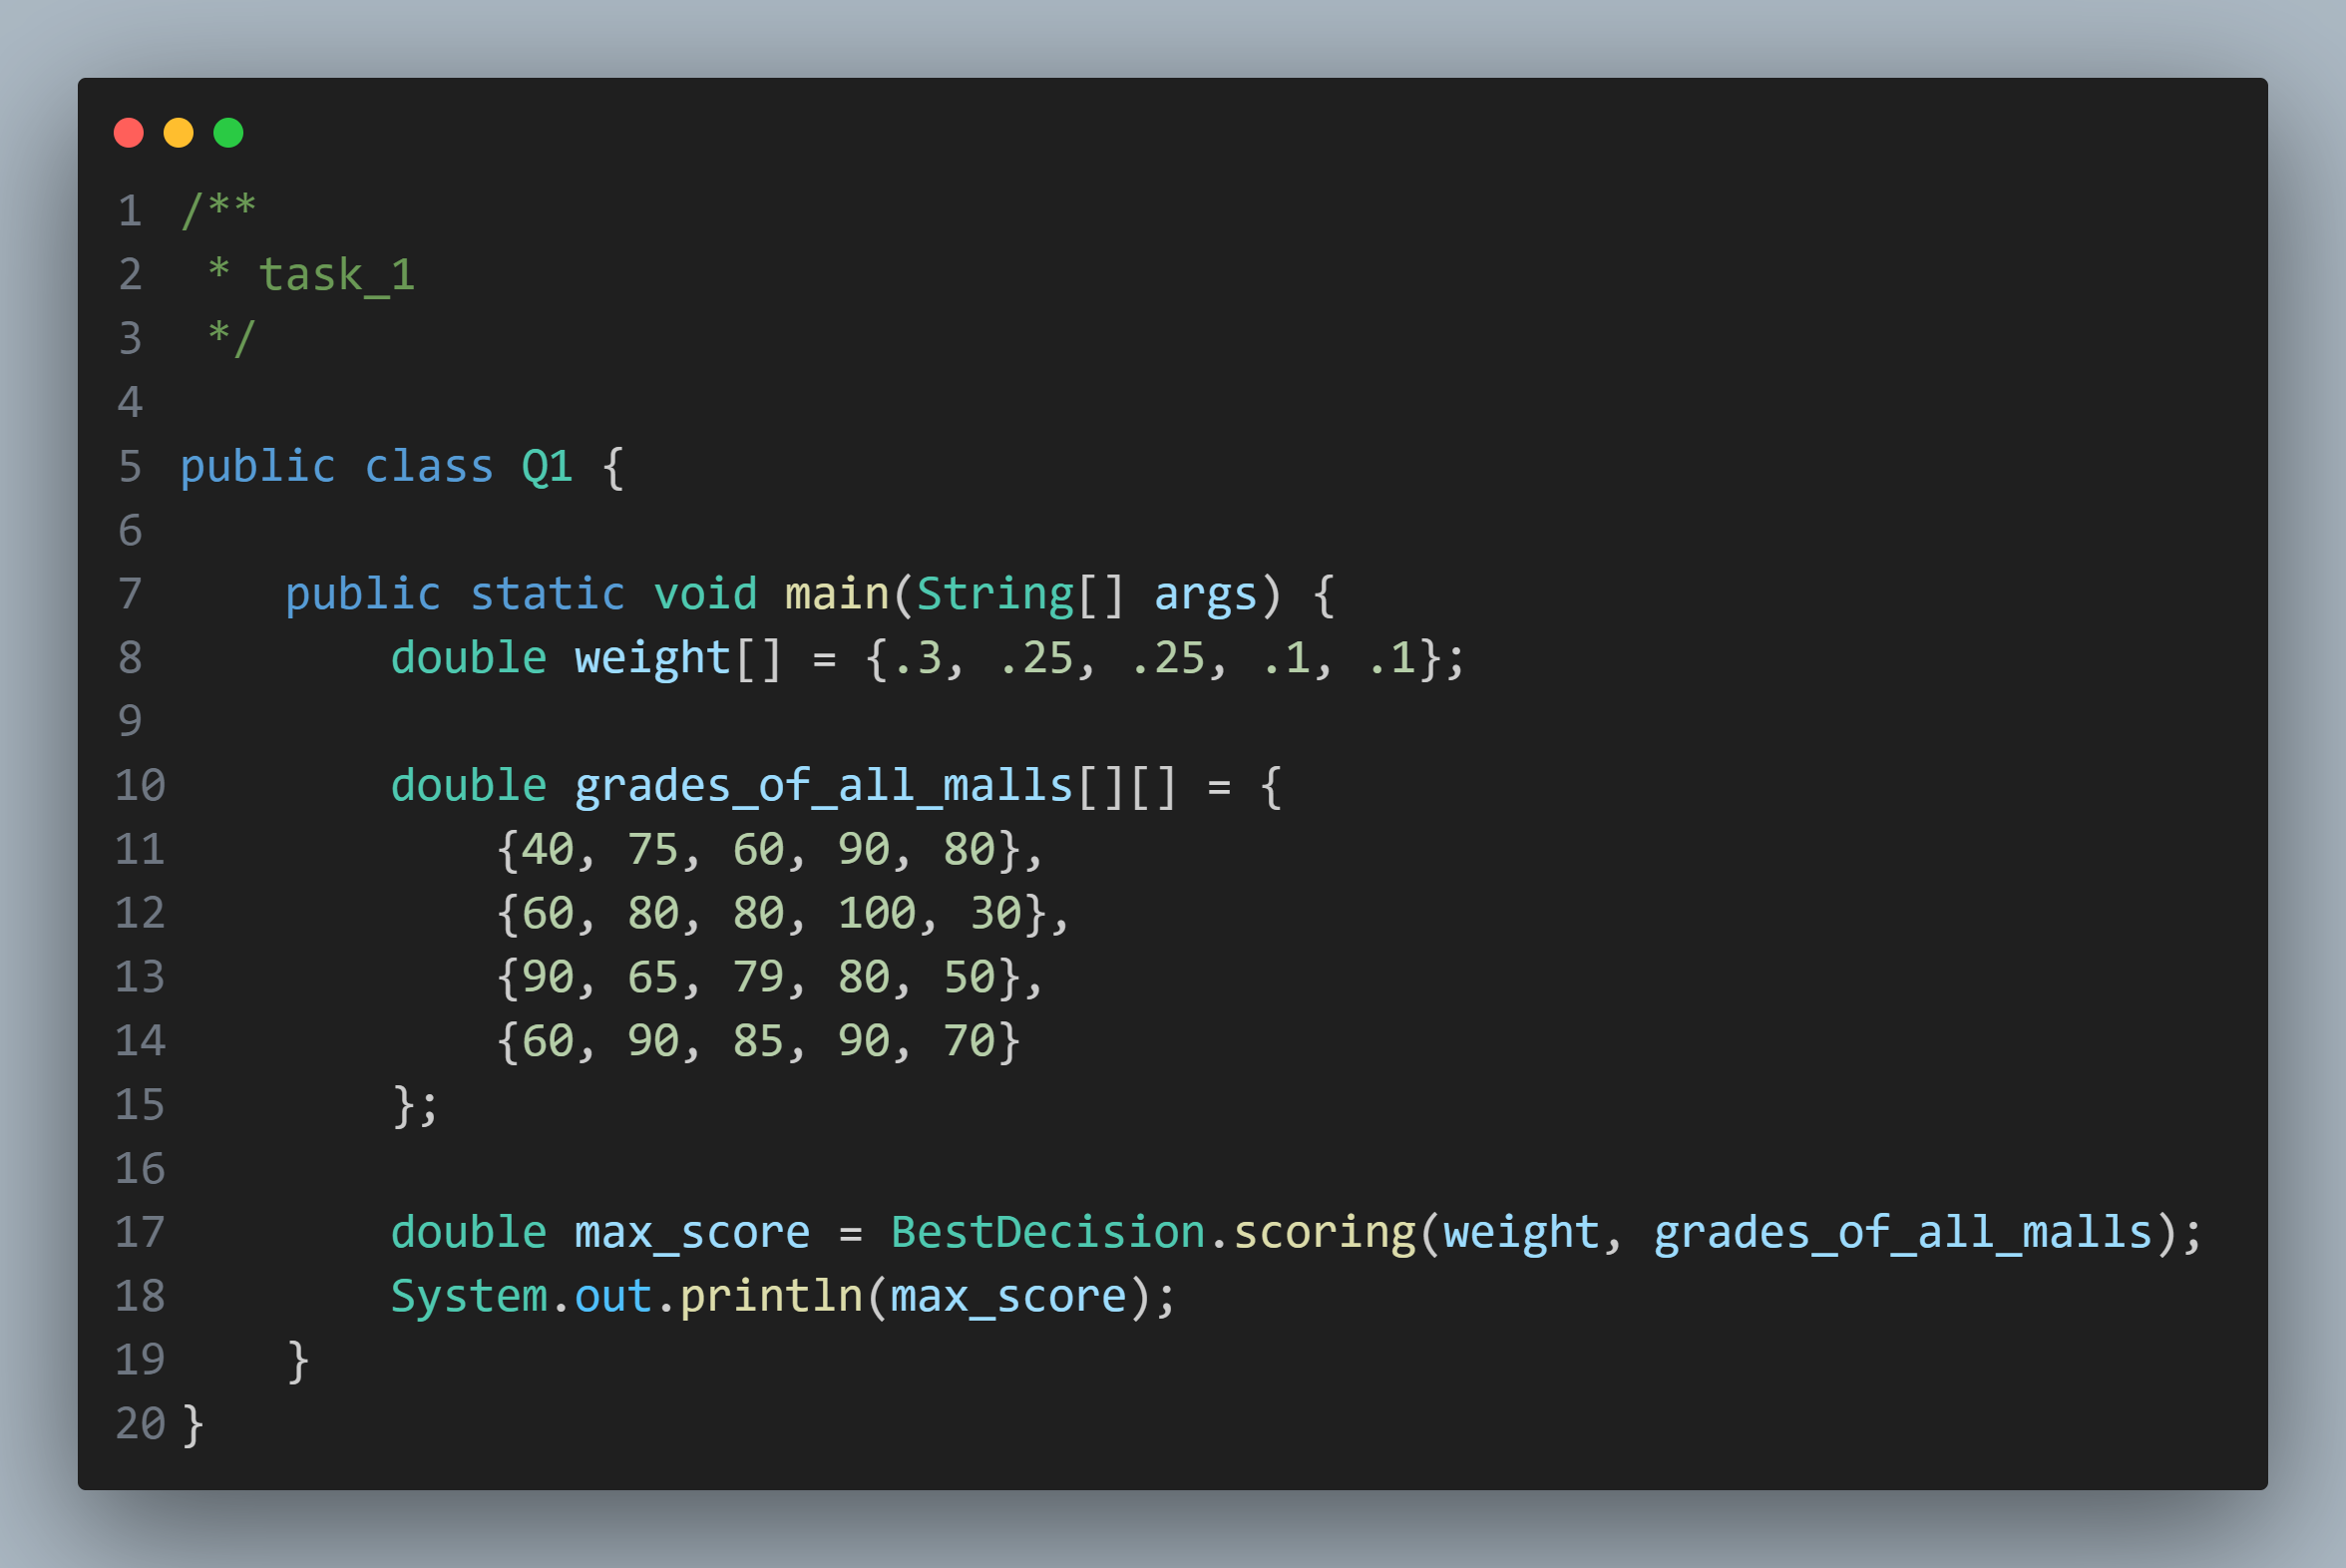 1 /**
2  * task_1
3  */
4
5 public class Q1 {
6
7     public static void main(String[] args) {
8         double weight[] = {.3, .25, .25, .1, .1};
9
10         double grades_of_all_malls[][] = {
11             {40, 75, 60, 90, 80},
12             {60, 80, 80, 100, 30},
13             {90, 65, 79, 80, 50},
14             {60, 90, 85, 90, 70}
15         };
16
17         double max_score = BestDecision.scoring(weight, grades_of_all_malls);
18         System.out.println(max_score);
19     }
20 }